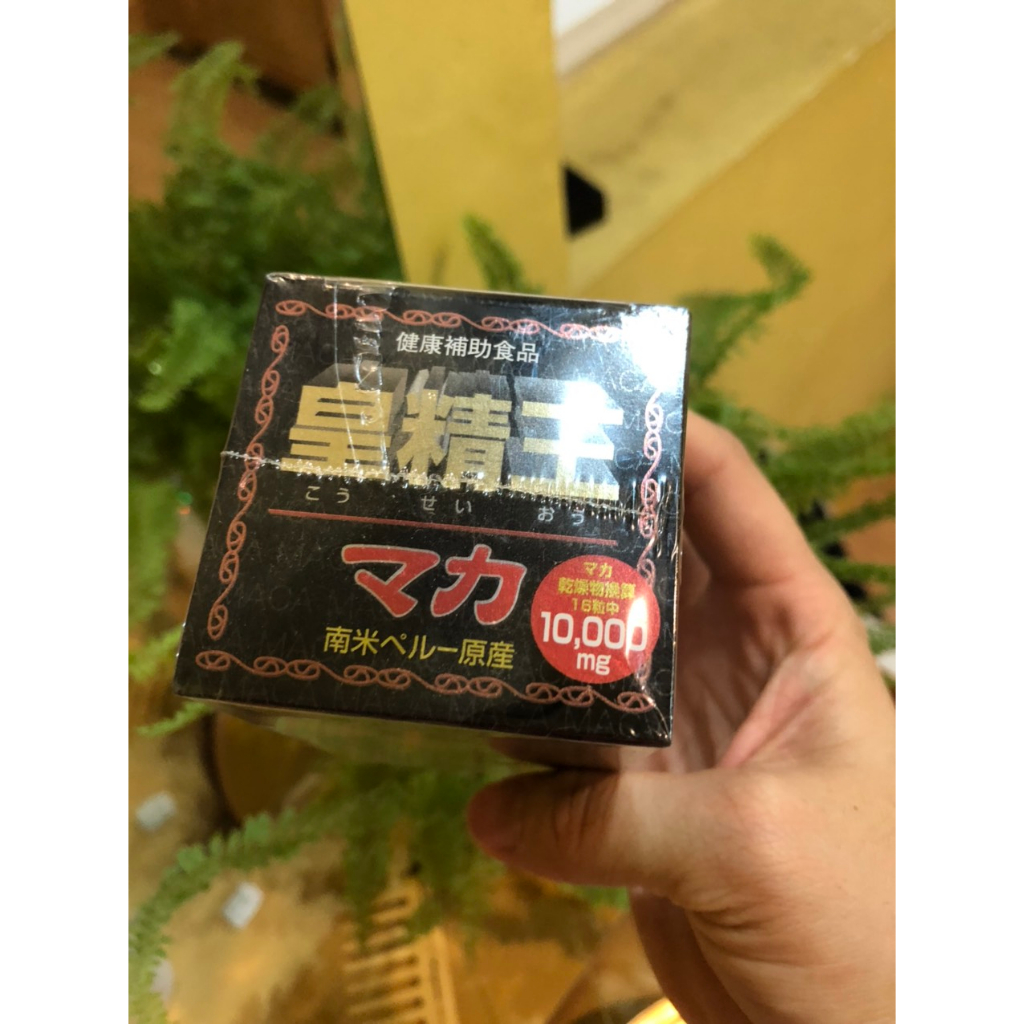 健康補助食品
皇精王
こう せい おう
マカ
南米ペルー原産
マカ
乾燥物換算
16粒中
10,000
mg
MACA